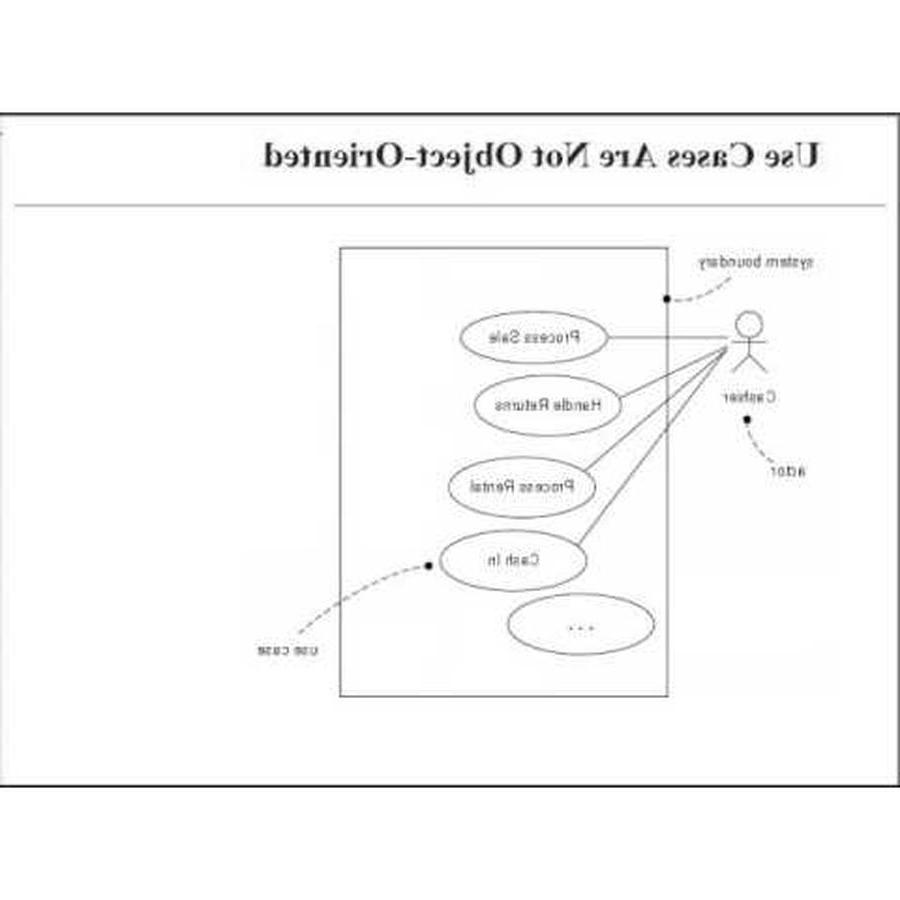 Use Cases Are Not Object-Oriented
system boundary
Process Sale
Handle Returns
Cashier
actor
Process Rental
Cash In
. . .
use case